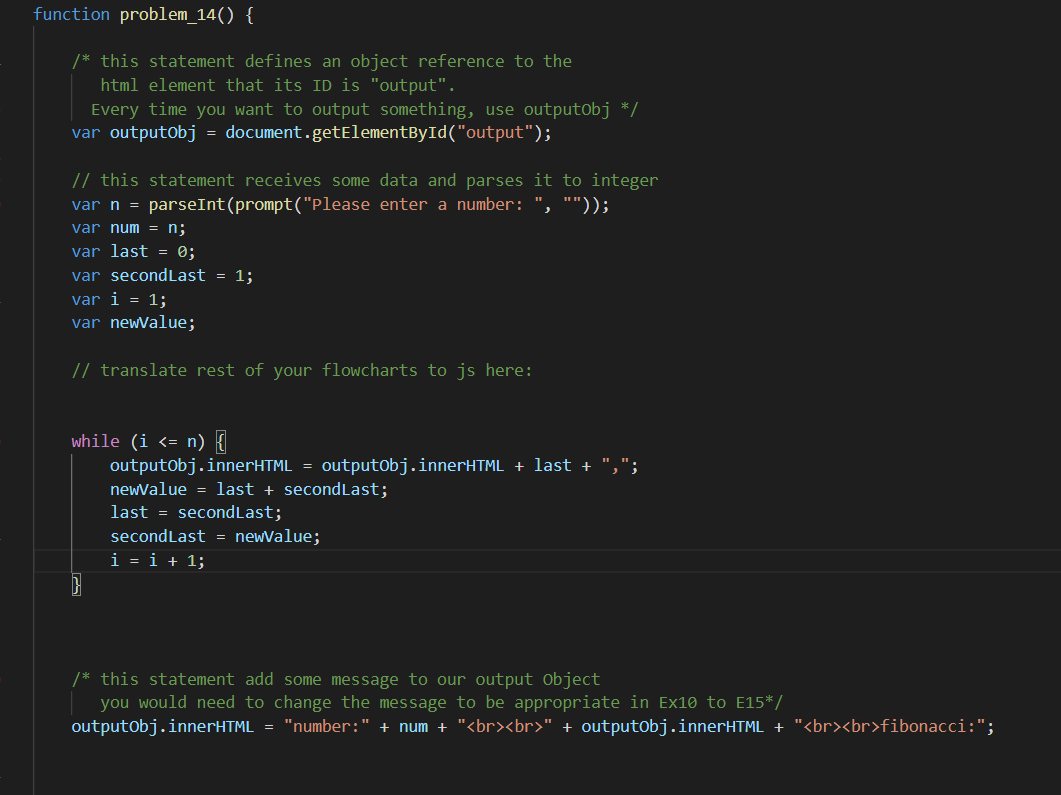 function problem_14() {
/* this statement defines an object reference to the
html element that its ID is "output".
Every time you want to output something, use outputObj */
var outputObj = document.getElementById("output");
// this statement receives some data and parses it to integer
var n = parseInt(prompt("Please enter a number: ", ""));
var num = n;
var last = 0;
var secondLast = 1;
var i = 1;
var newValue;
// translate rest of your flowcharts to js here:
while (i <= n) {
outputObj.innerHTML = outputObj.innerHTML + last + ",";
newValue = last + secondLast;
last = secondLast;
secondLast = newValue;
i = i + 1;
}
/* this statement add some message to our output Object
you would need to change the message to be appropriate in Ex10 to E15*/
outputObj.innerHTML = "number:" + num + "<br><br>" + outputObj.innerHTML + "<br><br>fibonacci:";